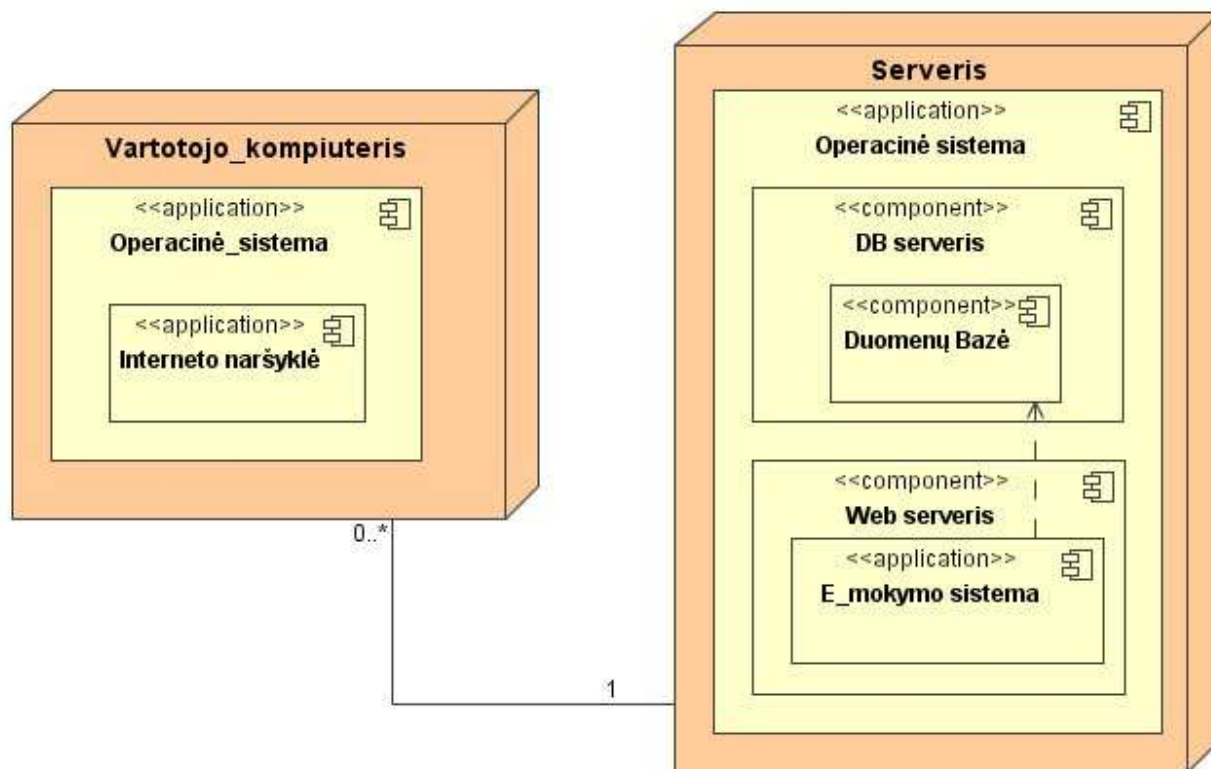 Vartotojo_kompiuteris
<<application>>
Operacinė_sistema
<<application>>
Interneto naršyklė
0..*
1
Serveris
<<application>>
Operacinė sistema
<<component>>
DB serveris
<<component>>
Duomenų Bazė
<<component>>
Web serveris
<<application>>
E_mokymo sistema